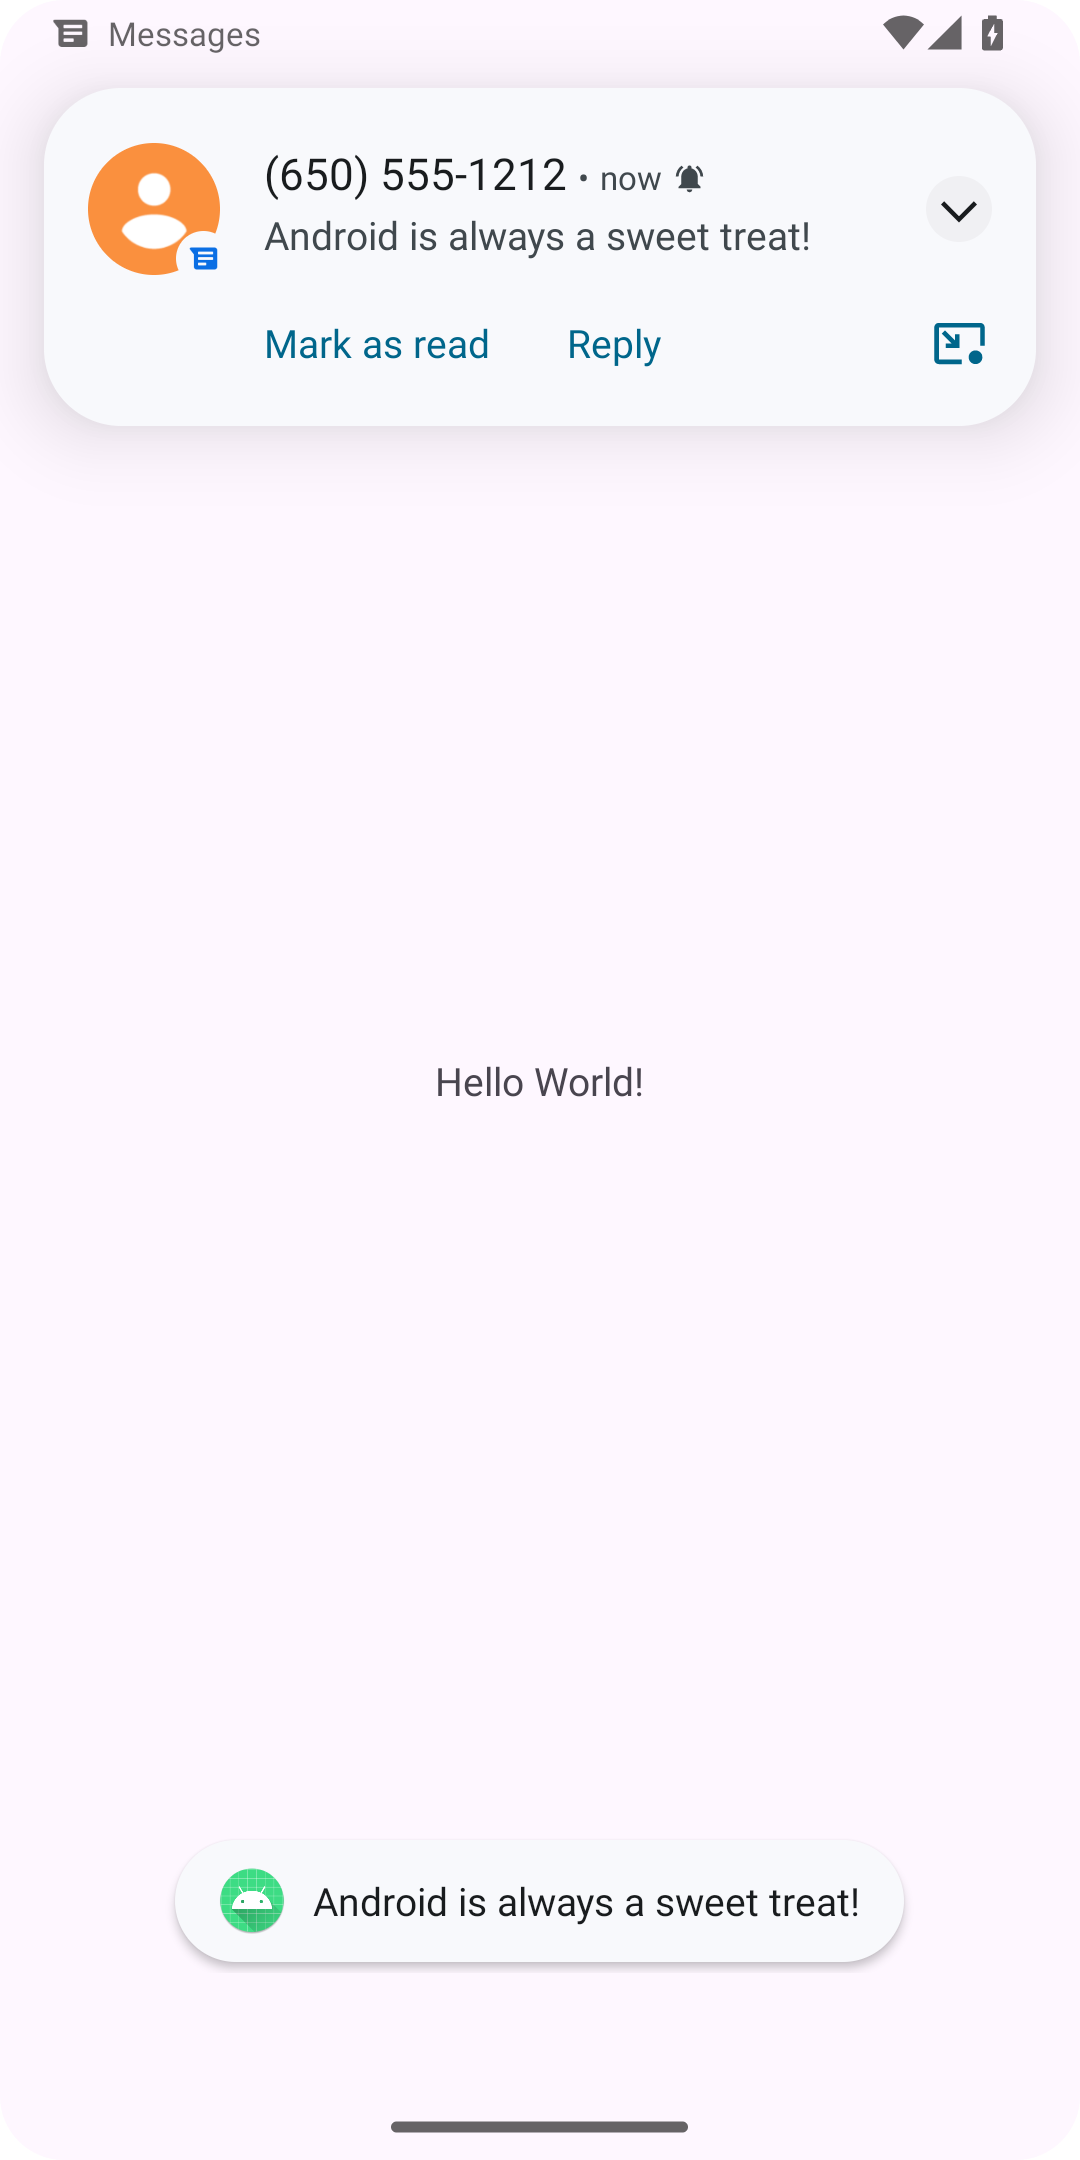 Messages
(650) 555-1212 • now
Android is always a sweet treat!
Mark as read Reply
Hello World!
Android is always a sweet treat!